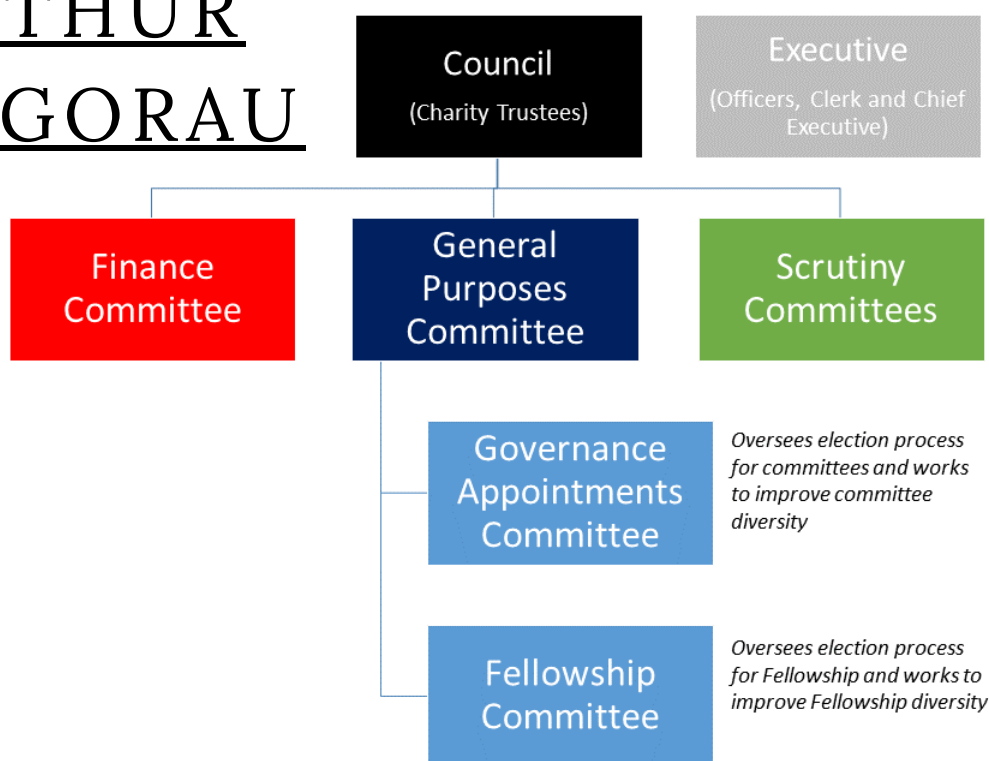 THUR
GORAU
Council
(Charity Trustees)
Executive
(Officers, Clerk and Chief
Executive)
Finance
Committee
General
Purposes
Committee
Scrutiny
Committees
Governance
Appointments
Committee
Oversees election process
for committees and works
to improve committee
diversity
Fellowship
Committee
Oversees election process
for Fellowship and works to
improve Fellowship diversity